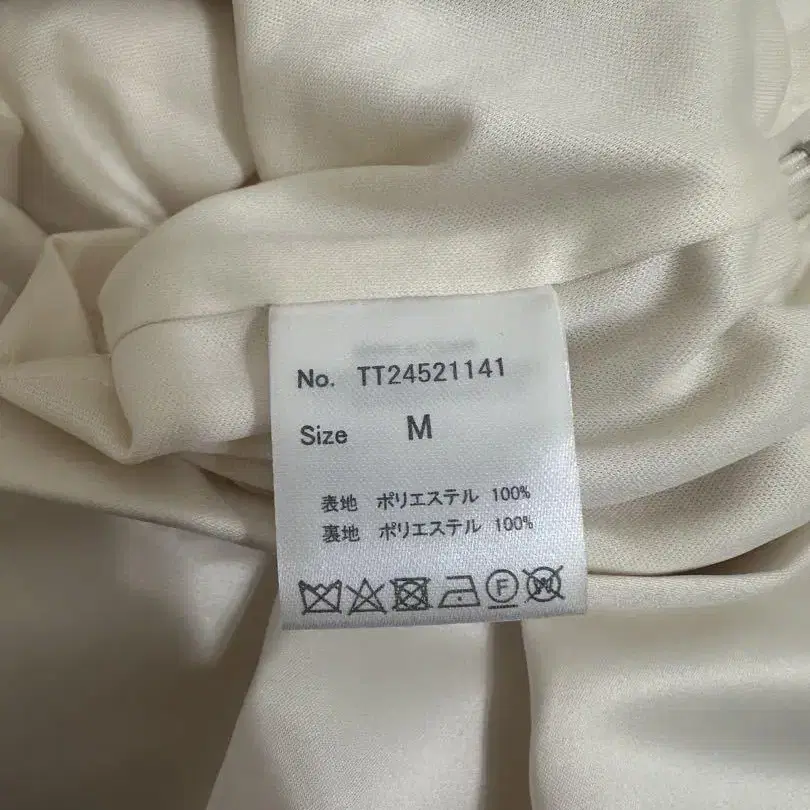 No. TT24521141
Size M
表地 ポリエステル 100%
裏地 ポリエステル 100%
F W